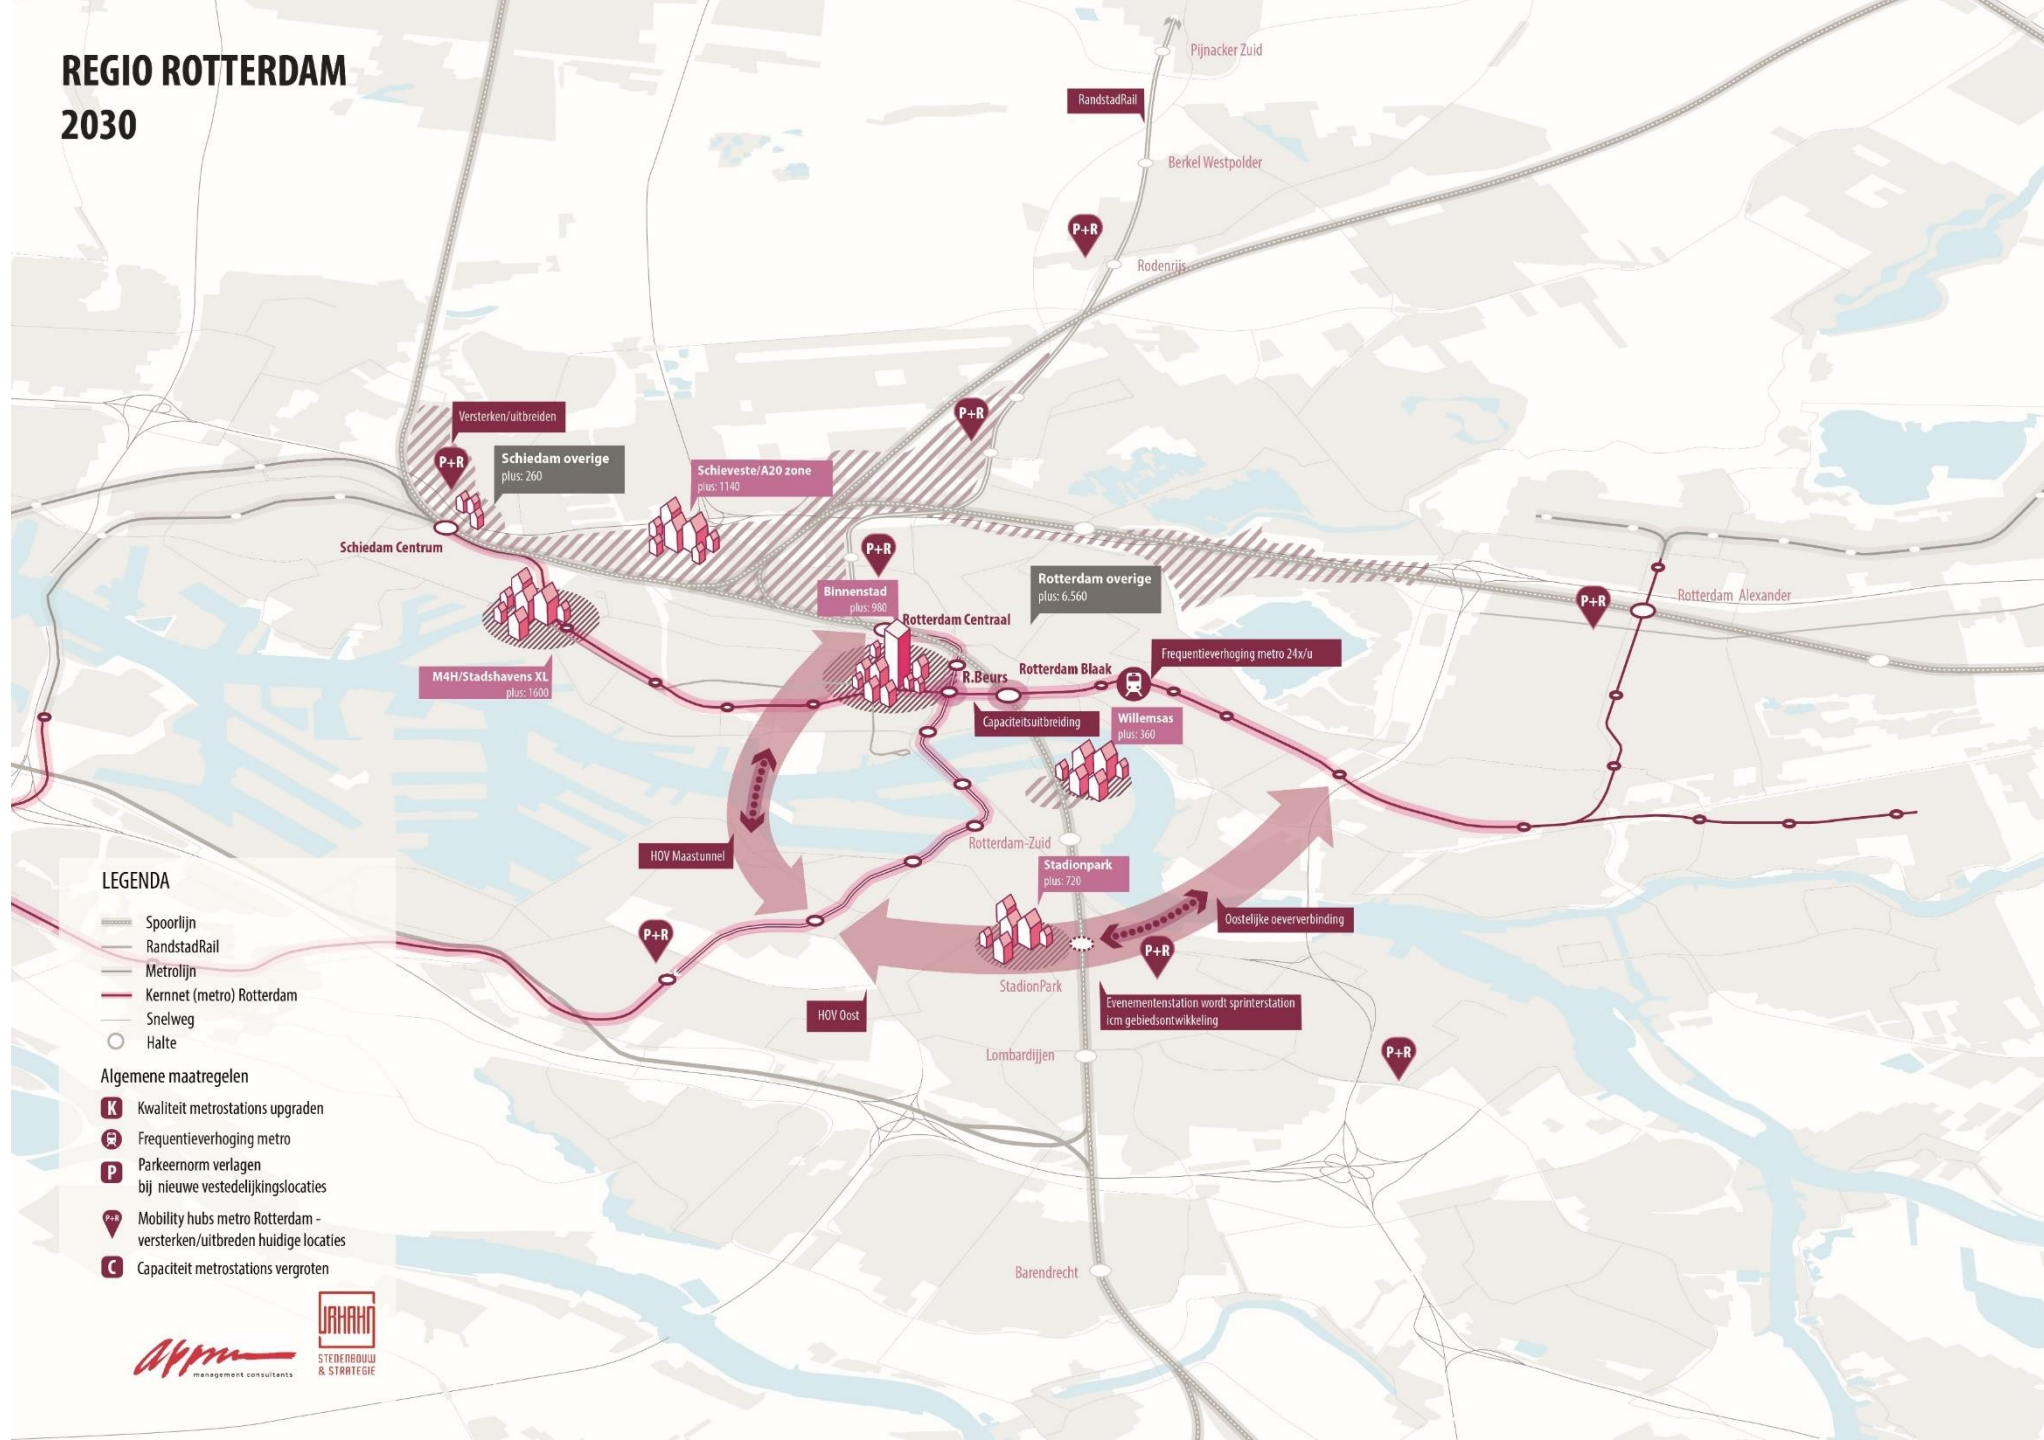 REGIO ROTTERDAM
2030
Pijnacker Zuid
RandstadRail
Berkel Westpolder
P+R
Rodenrijs
P+R
Versterken/uitbreiden
P+R
Schiedam overige
plus: 260
Schieveste/A20 zone
plus: 1140
Schiedam Centrum
P+R
Binnenstad
plus: 980
Rotterdam overige
plus: 6.560
P+R
Rotterdam Alexander
Rotterdam Centraal
Frequentieverhoging metro 24x/u
M4H/Stadshavens XL
plus: 1600
R.Beurs
Rotterdam Blaak
Capaciteitsuitbreiding
Willemsas
plus: 360
Rotterdam-Zuid
HOV Maastunnel
Stadionpark
plus: 720
Oostelijke oeververbinding
P+R
P+R
StadionPark
HOV Oost
Evenementenstation wordt sprinterstation
icm gebiedsontwikkeling
Lombardijjen
P+R
Barendrecht
LEGENDA
Spoorlijn
RandstadRail
Metrolijn
Kernnet (metro) Rotterdam
Snelweg
Halte
Algemene maatregelen
K Kwaliteit metrostations upgraden
Frequentieverhoging metro
P Parkeernorm verlagen
bij nieuwe vestedelijkingslocaties
P+R Mobility hubs metro Rotterdam -
versterken/uitbreden huidige locaties
C Capaciteit metrostations vergroten
appm
management consultants
URHAHN
STEDENBOUW
& STRATEGIE